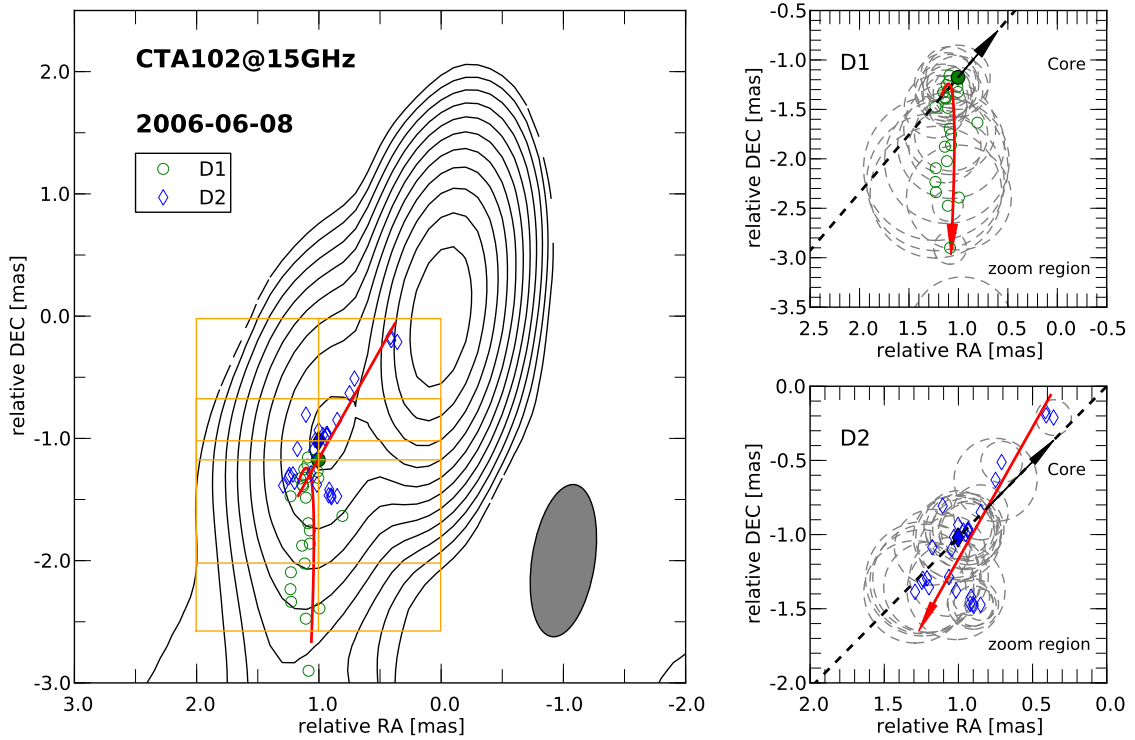 CTA102@15GHz
2006-06-08
D1
D2
2.0
1.0
0.0
-1.0
-2.0
-3.0
relative DEC [mas]
3.0 2.0 1.0 0.0 -1.0 -2.0
relative RA [mas]
D1
Core
zoom region
-0.5
-1.0
-1.5
-2.0
-2.5
-3.0
-3.5
relative DEC [mas]
2.5 2.0 1.5 1.0 0.5 0.0 -0.5
relative RA [mas]
D2
Core
zoom region
0.0
-0.5
-1.0
-1.5
-2.0
relative DEC [mas]
2.0 1.5 1.0 0.5 0.0
relative RA [mas]